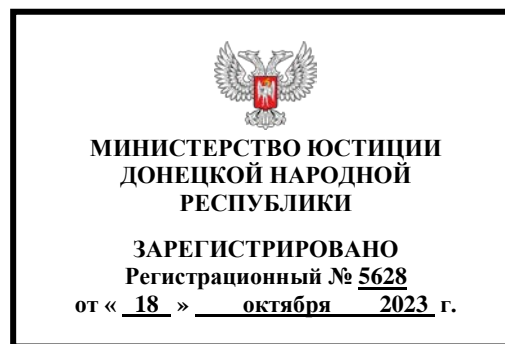 МИНИСТЕРСТВО ЮСТИЦИИ
ДОНЕЦКОЙ НАРОДНОЙ
РЕСПУБЛИКИ
ЗАРЕГИСТРИРОВАНО
Регистрационный № 5628
от « 18 » октября 2023 г.